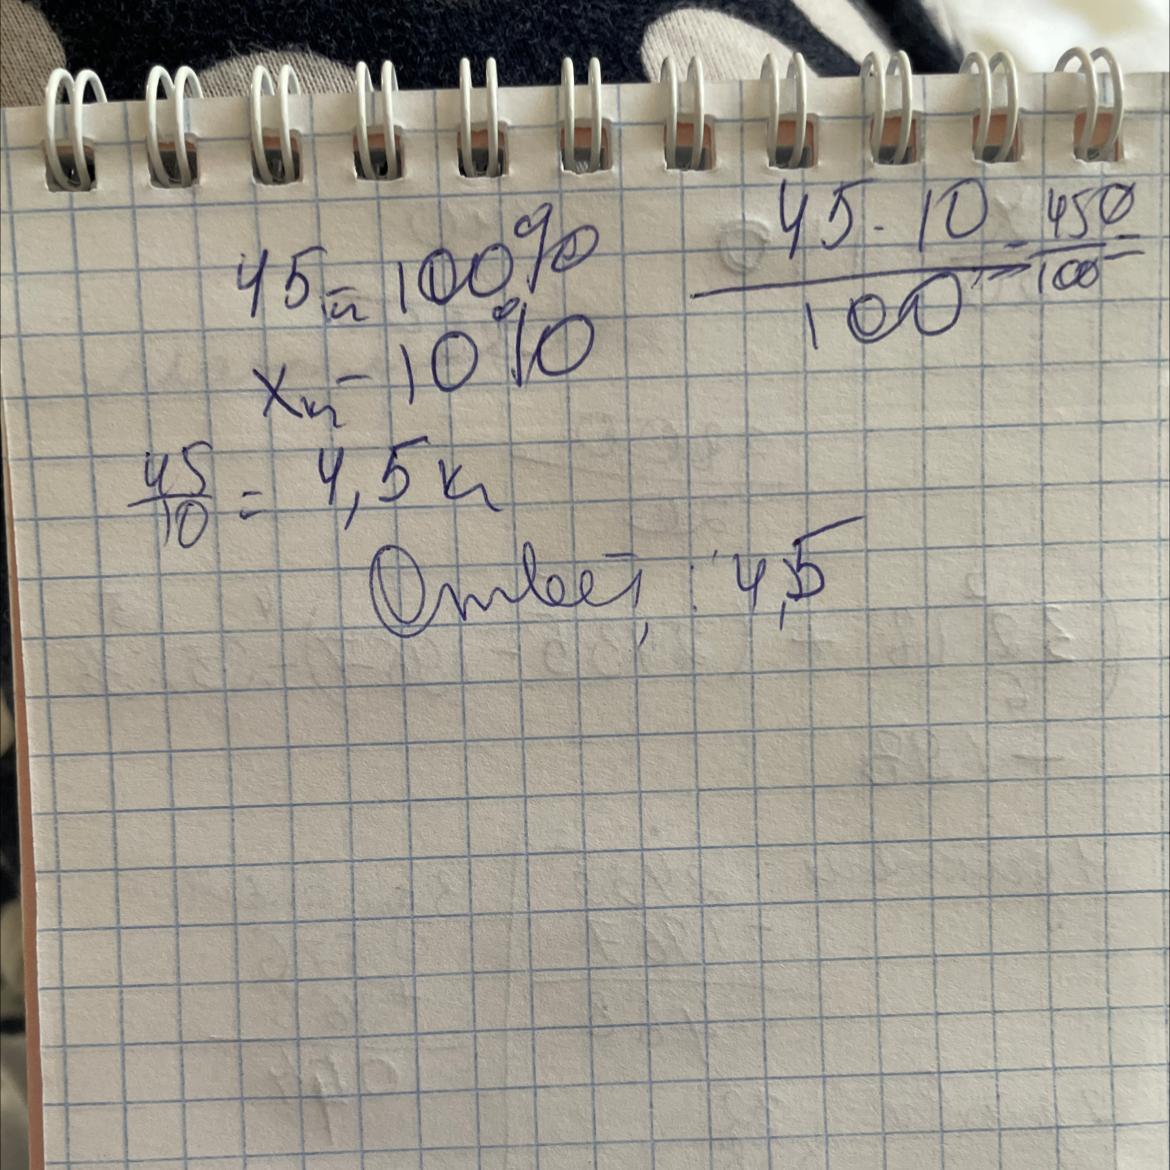 45 кг - 100%
x кг - 10%
45 · 10 / 100 = 450 / 100 =
45 / 10 = 4,5 кг
Ответ : 4,5